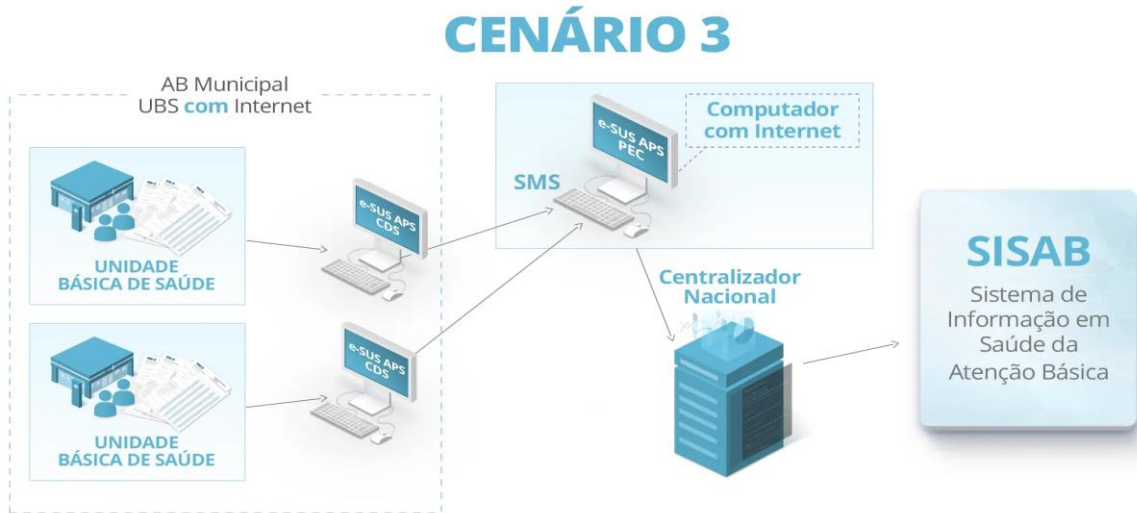 CENÁRIO 3
AB Municipal
UBS com Internet
UNIDADE
BÁSICA DE SAÚDE
e-SUS APS
CDS
UNIDADE
BÁSICA DE SAÚDE
e-SUS APS
CDS
SMS
e-SUS APS
PEC
Computador
com Internet
Centralizador
Nacional
SISAB
Sistema de
Informação em
Saúde da
Atenção Básica